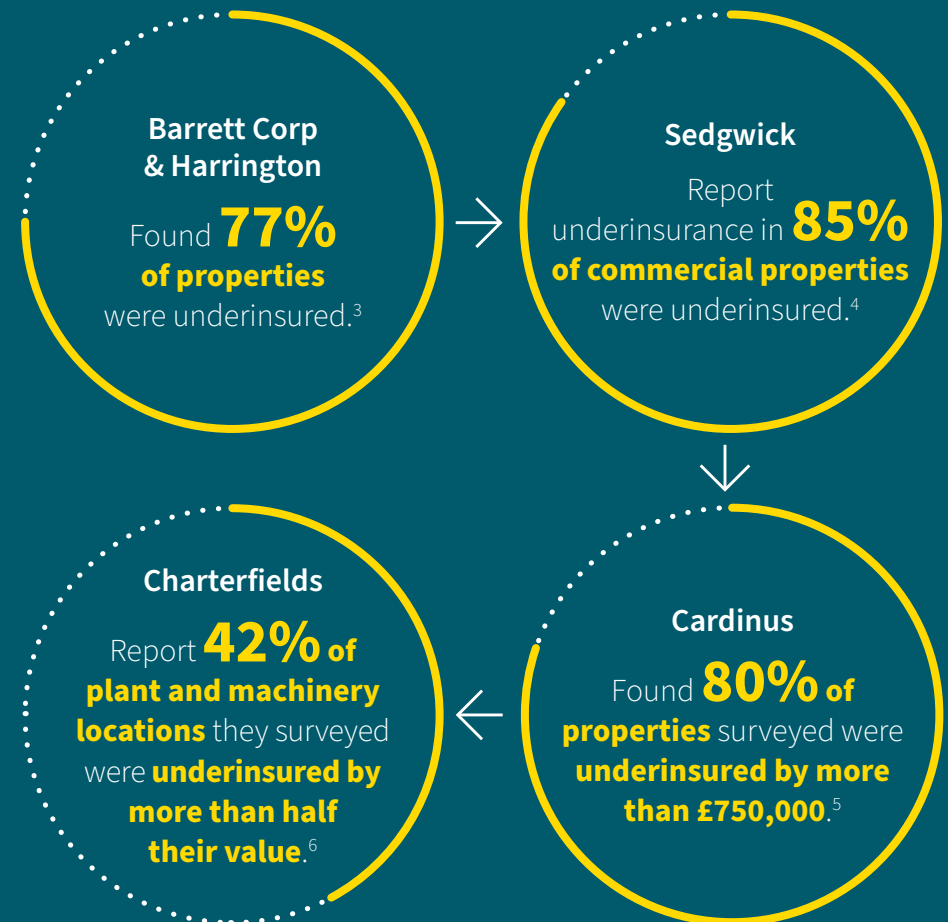 Barrett Corp
& Harrington
Found 77%
of properties
were underinsured.3
Sedgwick
Report
underinsurance in 85%
of commercial properties
were underinsured.4
Cardinus
Found 80% of
properties surveyed were
underinsured by more
than £750,000.5
Charterfields
Report 42% of
plant and machinery
locations they surveyed
were underinsured by
more than half
their value.6